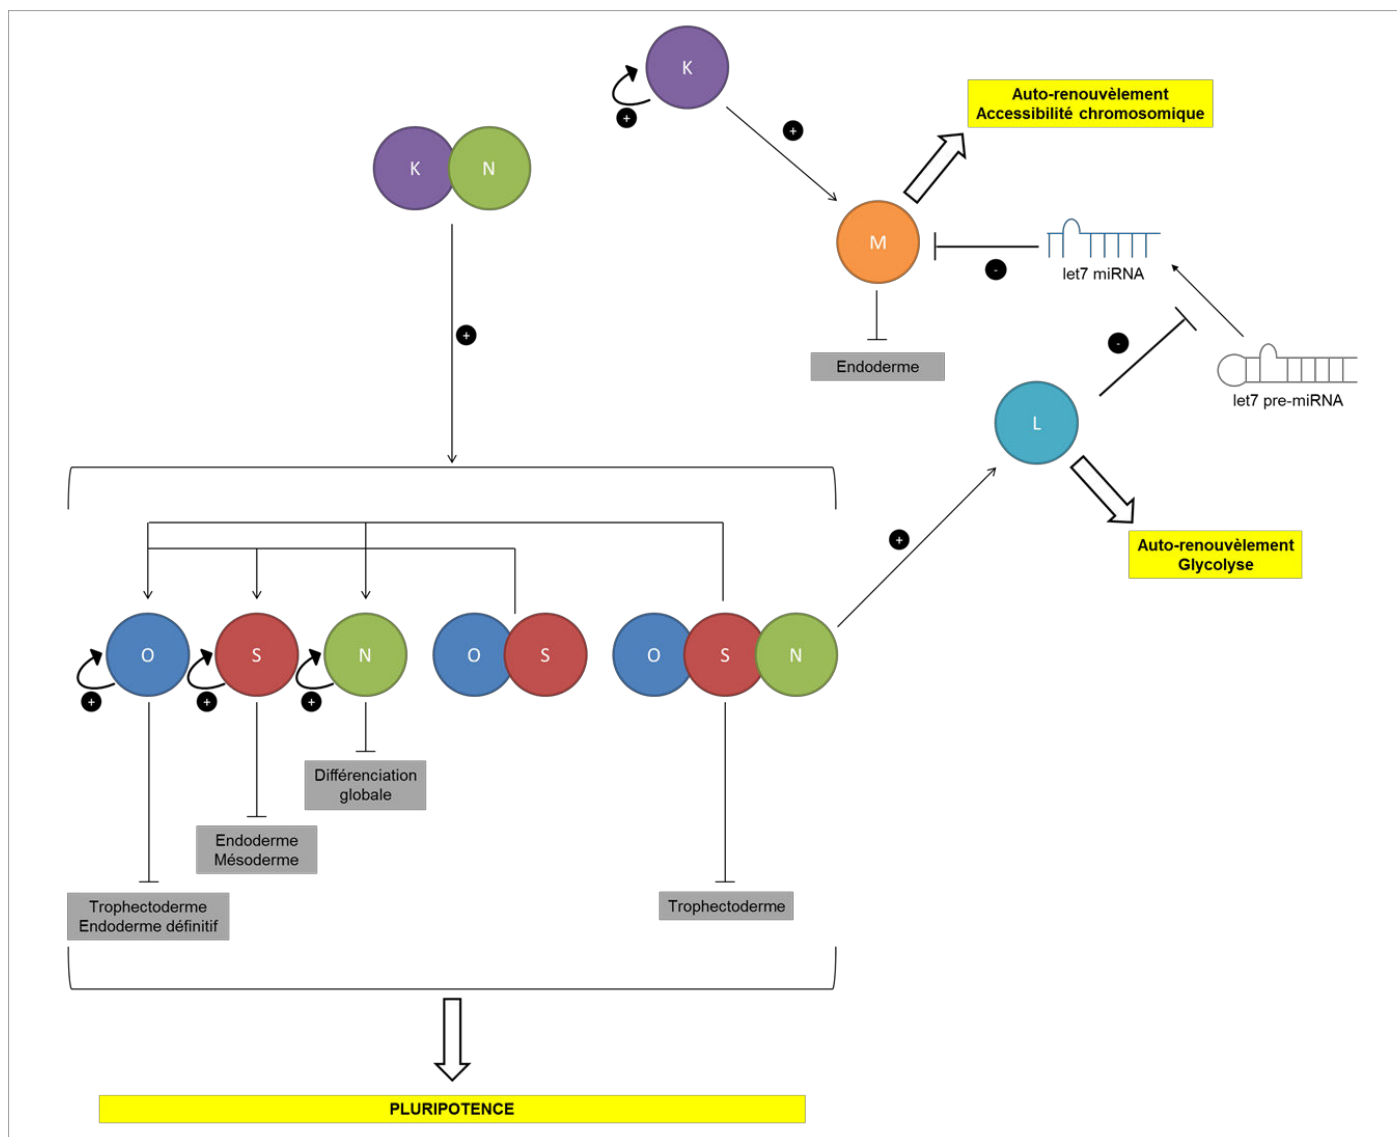 K
+
+
Auto-renouvèlement
Accessibilité chromosomique
K N
M
let7 miRNA
-
+
-
Endoderme
let7 pre-miRNA
L
+
Auto-renouvèlement
Glycolyse
O S N O S O S N
+ + +
Différenciation
globale
Endoderme
Mésoderme
Trophectoderme
Endoderme définitif
Trophectoderme
PLURIPOTENCE